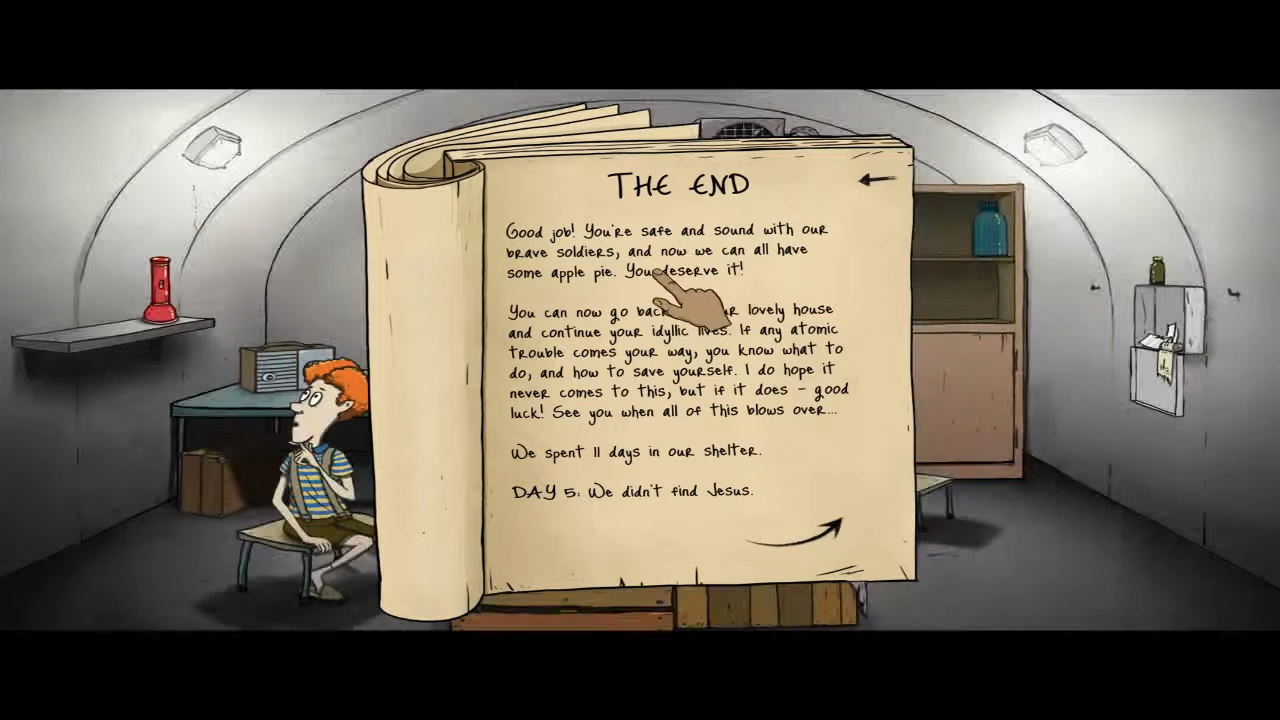 THE END
Good job! You're safe and sound with our
brave soldiers, and now we can all have
some apple pie. You deserve it!
You can now go back lovely house
and continue your idyllic lives. If any atomic
trouble comes your way, you know what to
do, and how to save yourself. I do hope it
never comes to this, but if it does - good
luck! See you when all of this blows over...
We spent 11 days in our shelter.
DAY 5: We didn't find Jesus.